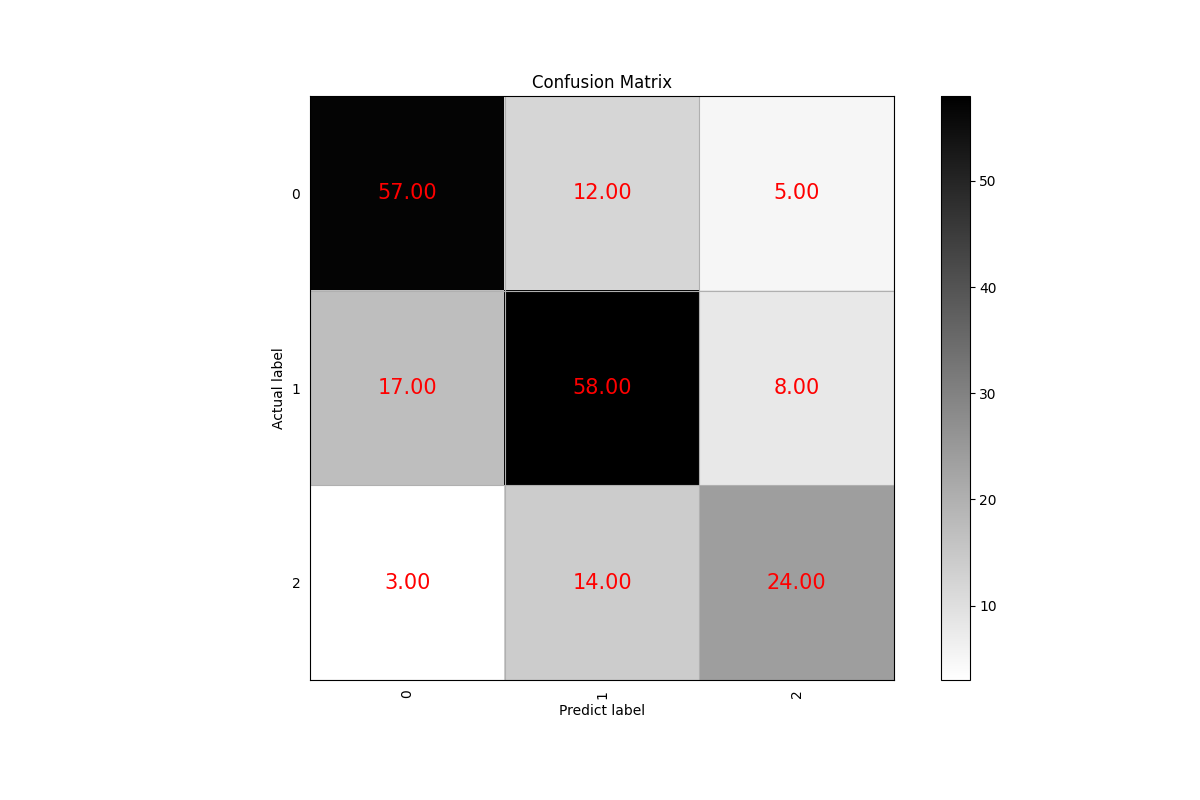 Confusion Matrix
0 57.00 12.00 5.00
1 17.00 58.00 8.00
2 3.00 14.00 24.00
0 1 2
Predict label
Actual label
50
40
30
20
10